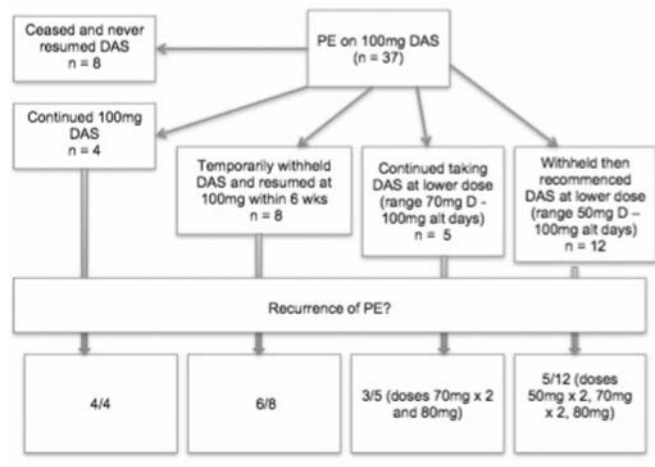 Ceased and never
resumed DAS
n = 8
PE on 100mg DAS
(n = 37)
Continued 100mg
DAS
n = 4
Temporarily withheld
DAS and resumed at
100mg within 6 wks
n = 8
Continued taking
DAS at lower dose
(range 70mg D -
100mg alt days)
n = 5
Withheld then
recommenced
DAS at lower dose
(range 50mg D –
100mg alt days)
n = 12
Recurrence of PE?
4/4
6/8
3/5 (doses 70mg x 2
and 80mg)
5/12 (doses
50mg x 2, 70mg
x 2, 80mg)